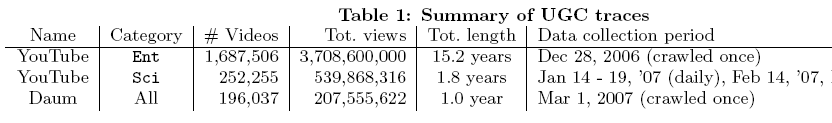 Table 1: Summary of UGC traces
Name Category # Videos Tot. views Tot. length Data collection period
YouTube Ent 1,687,506 3,708,600,000 15.2 years Dec 28, 2006 (crawled once)
YouTube Sci 252,255 539,868,316 1.8 years Jan 14 - 19, '07 (daily), Feb 14, '07,
Daum All 196,037 207,555,622 1.0 year Mar 1, 2007 (crawled once)